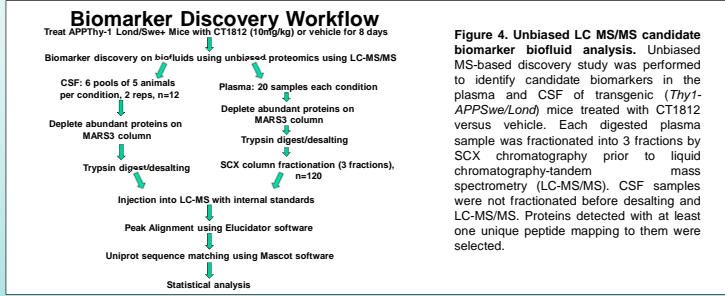 Biomarker Discovery Workflow
Treat APPThy-1 Lond/Swe+ Mice with CT1812 (10mg/kg) or vehicle for 8 days
Biomarker discovery on biofluids using unbiased proteomics using LC-MS/MS
CSF: 6 pools of 5 animals
per condition, 2 reps, n=12
Deplete abundant proteins on
MARS3 column
Trypsin digest/desalting
Plasma: 20 samples each condition
Deplete abundant proteins on
MARS3 column
Trypsin digest/desalting
SCX column fractionation (3 fractions),
n=120
Injection into LC-MS with internal standards
Peak Alignment using Elucidator software
Uniprot sequence matching using Mascot software
Statistical analysis
Figure 4. Unbiased LC MS/MS candidate
biomarker biofluid analysis. Unbiased
MS-based discovery study was performed
to identify candidate biomarkers in the
plasma and CSF of transgenic (Thy1-
APPSwe/Lond) mice treated with CT1812
versus vehicle. Each digested plasma
sample was fractionated into 3 fractions by
SCX chromatography prior to liquid
chromatography-tandem mass
spectrometry (LC-MS/MS). CSF samples
were not fractionated before desalting and
LC-MS/MS. Proteins detected with at least
one unique peptide mapping to them were
selected.